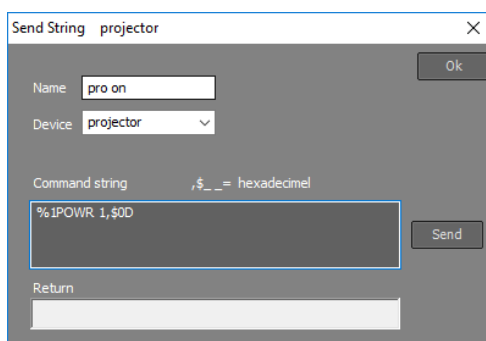 Send String projector
Ok
Name pro on
Device projector
Command string ,$_ _= hexadecimel
%1POWR 1,$0D
Send
Return